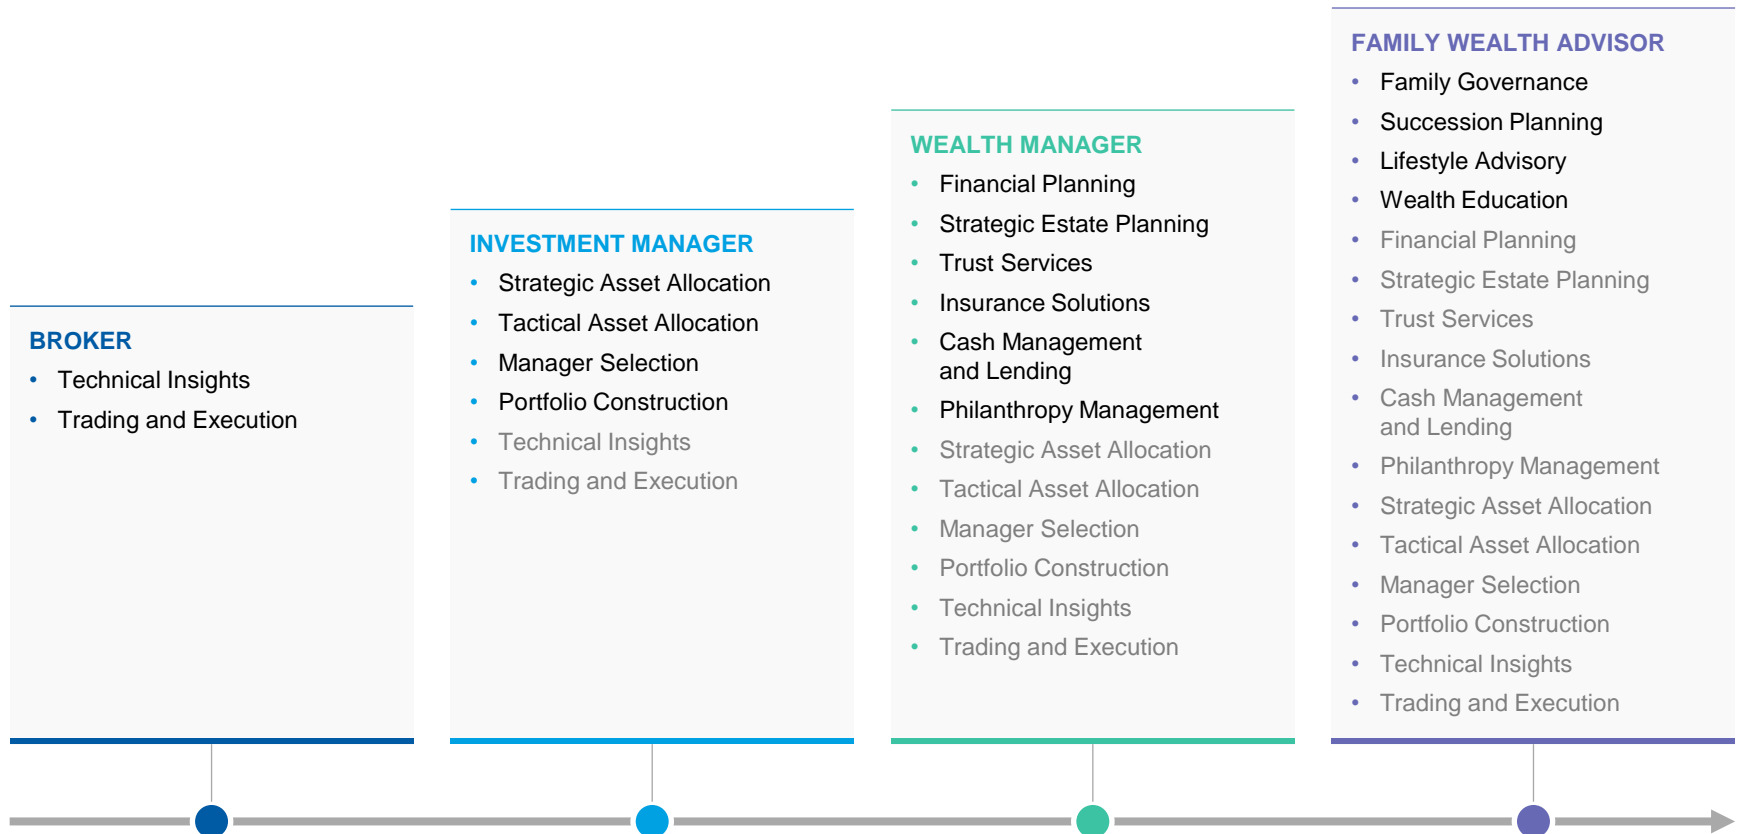 BROKER
• Technical Insights
• Trading and Execution
INVESTMENT MANAGER
• Strategic Asset Allocation
• Tactical Asset Allocation
• Manager Selection
• Portfolio Construction
• Technical Insights
• Trading and Execution
WEALTH MANAGER
• Financial Planning
• Strategic Estate Planning
• Trust Services
• Insurance Solutions
• Cash Management
and Lending
• Philanthropy Management
• Strategic Asset Allocation
• Tactical Asset Allocation
• Manager Selection
• Portfolio Construction
• Technical Insights
• Trading and Execution
FAMILY WEALTH ADVISOR
• Family Governance
• Succession Planning
• Lifestyle Advisory
• Wealth Education
• Financial Planning
• Strategic Estate Planning
• Trust Services
• Insurance Solutions
• Cash Management
and Lending
• Philanthropy Management
• Strategic Asset Allocation
• Tactical Asset Allocation
• Manager Selection
• Portfolio Construction
• Technical Insights
• Trading and Execution